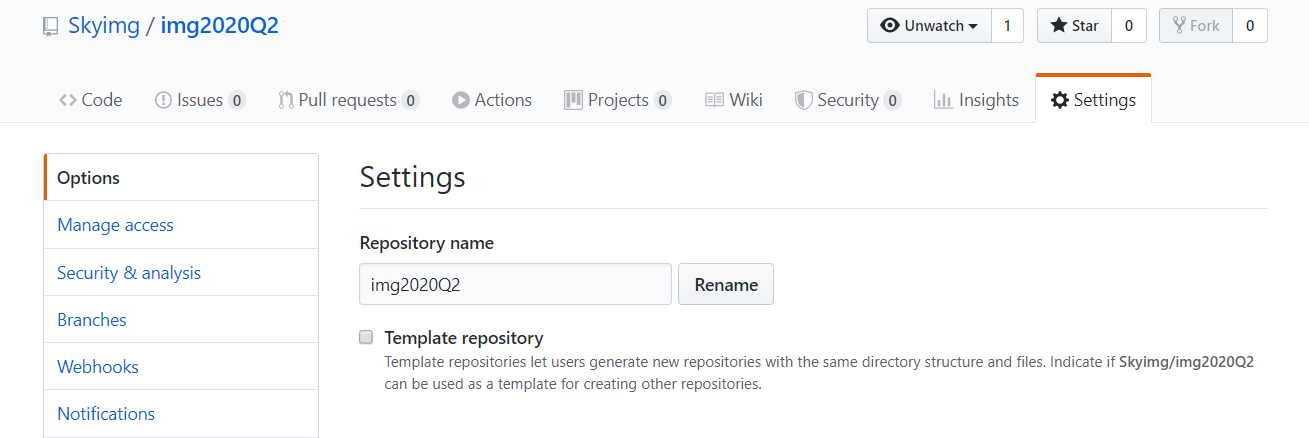 Skyimg / img2020Q2
Unwatch 1 Star 0 Fork 0
Code Issues 0 Pull requests 0 Actions Projects 0 Wiki Security 0 Insights Settings
Options
Manage access
Security & analysis
Branches
Webhooks
Notifications
Settings
Repository name
img2020Q2 Rename
Template repository
Template repositories let users generate new repositories with the same directory structure and files. Indicate if Skyimg/img2020Q2
can be used as a template for creating other repositories.